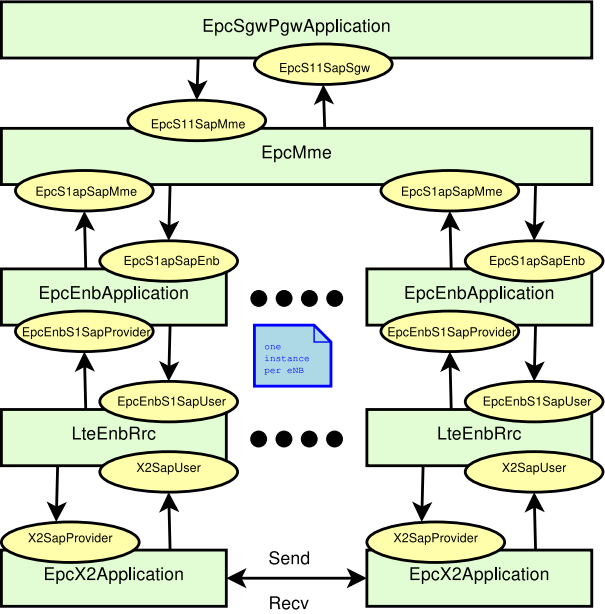 EpcSgwPgwApplication
EpcS11SapSgw
EpcS11SapMme
EpcMme
EpcS1apSapMme
EpcS1apSapMme
EpcS1apSapEnb
EpcS1apSapEnb
EpcEnbApplication
EpcEnbApplication
EpcEnbS1SapProvider
EpcEnbS1SapProvider
one
instance
per eNB
EpcEnbS1SapUser
EpcEnbS1SapUser
LteEnbRrc
LteEnbRrc
X2SapUser
X2SapUser
X2SapProvider
X2SapProvider
EpcX2Application
Send
EpcX2Application
Recv